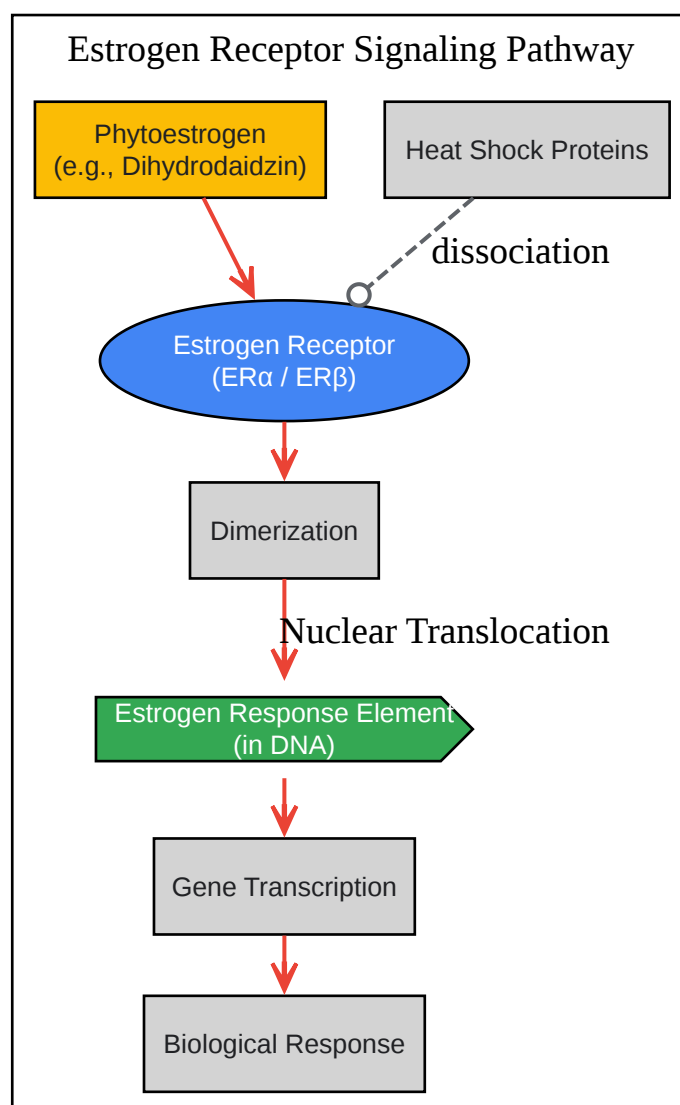 Estrogen Receptor Signaling Pathway
Phytoestrogen
(e.g., Dihydrodaidzin)
Heat Shock Proteins
dissociation
Estrogen Receptor
(ERα / ERβ)
Dimerization
Nuclear Translocation
Estrogen Response Element
(in DNA)
Gene Transcription
Biological Response